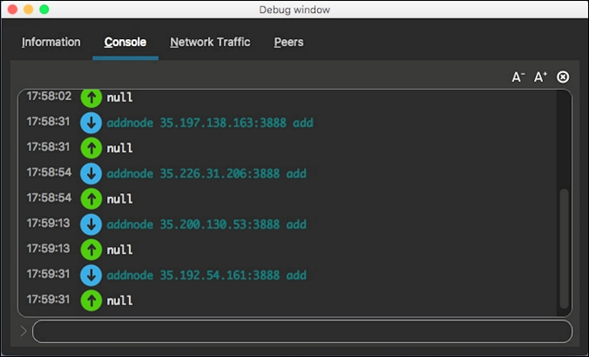 Debug window
Information Console Network Traffic Peers
A- A+
17:58:02 null
17:58:31 addnode 35.197.138.163:3888 add
17:58:31 null
17:58:54 addnode 35.226.31.206:3888 add
17:58:54 null
17:59:13 addnode 35.200.130.53:3888 add
17:59:13 null
17:59:31 addnode 35.192.54.161:3888 add
17:59:31 null
>